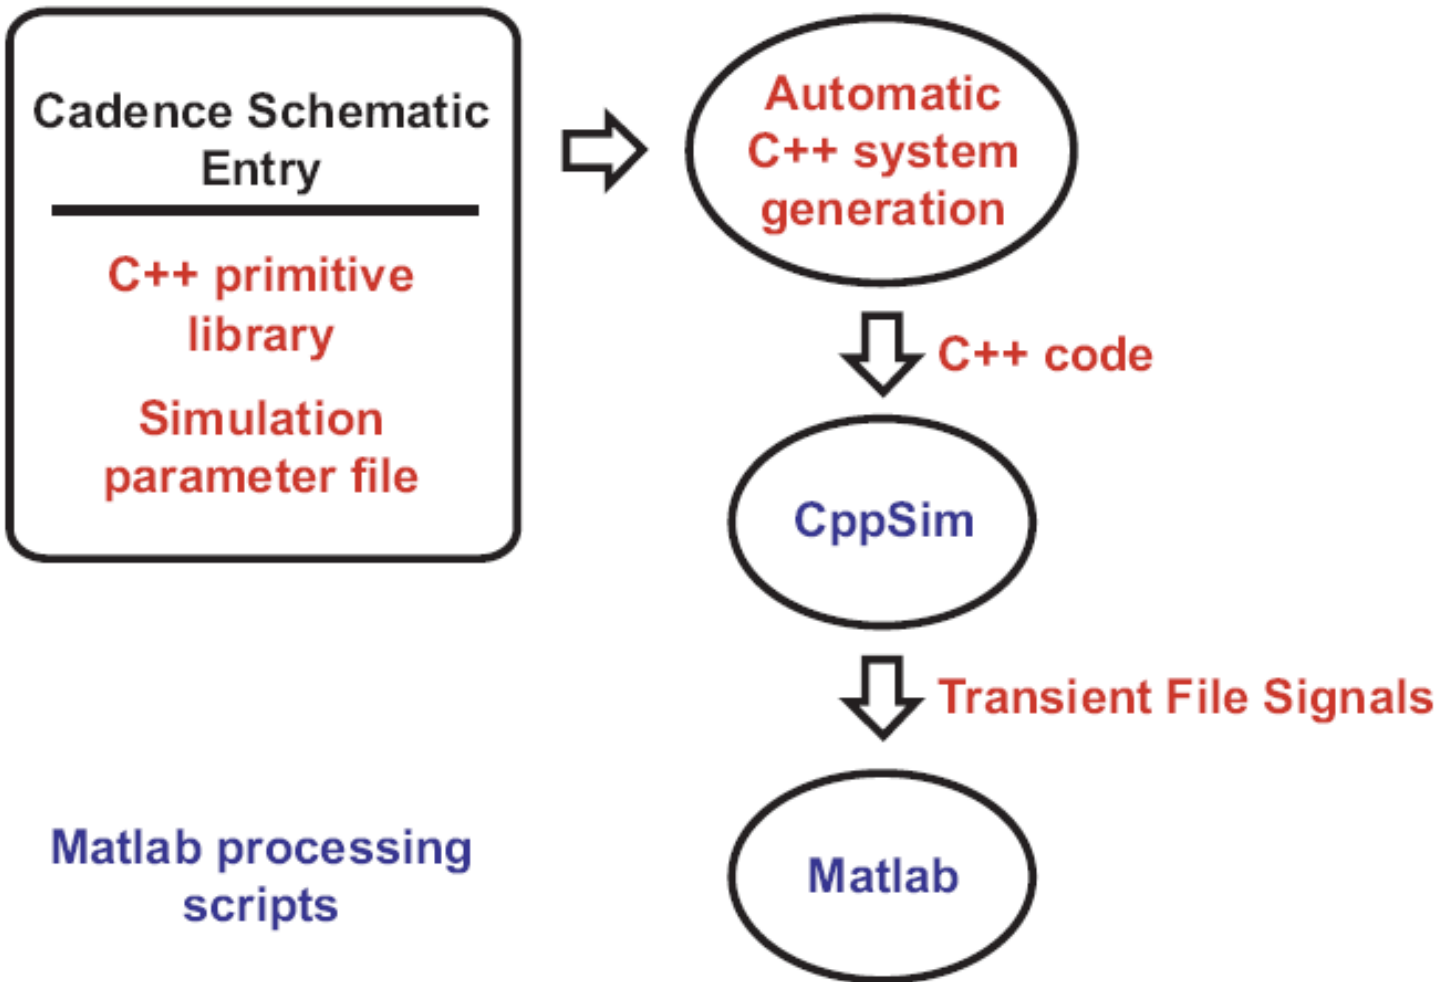 Cadence Schematic
Entry
C++ primitive
library
Simulation
parameter file
Automatic
C++ system
generation
C++ code
CppSim
Transient File Signals
Matlab processing
scripts
Matlab